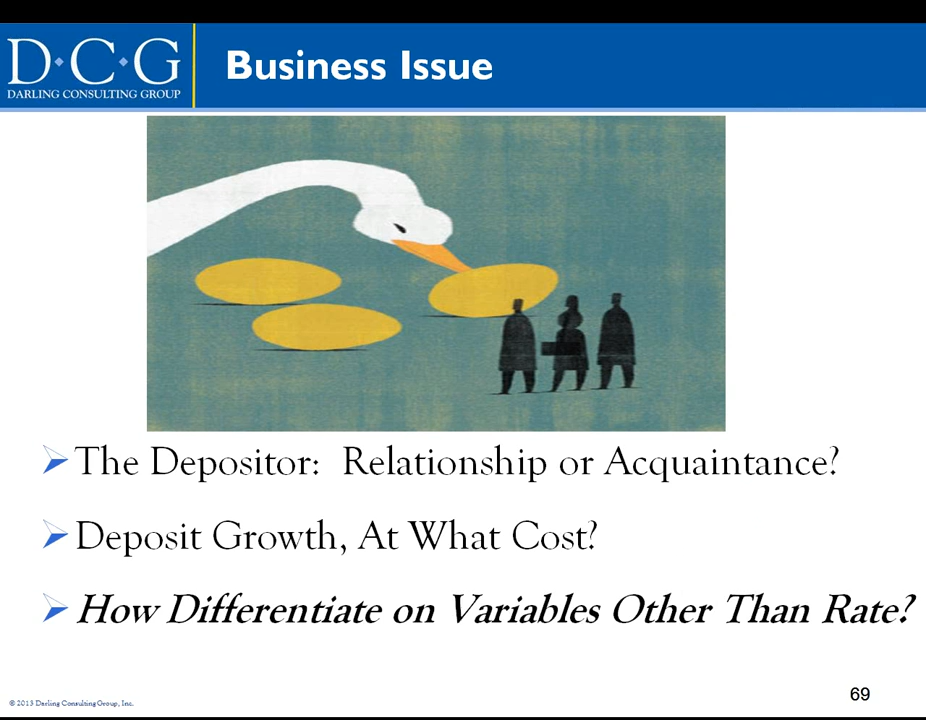 D·C·G
DARLING CONSULTING GROUP
Business Issue
The Depositor: Relationship or Acquaintance?
Deposit Growth, At What Cost?
How Differentiate on Variables Other Than Rate?
© 2013 Darling Consulting Group, Inc.
69